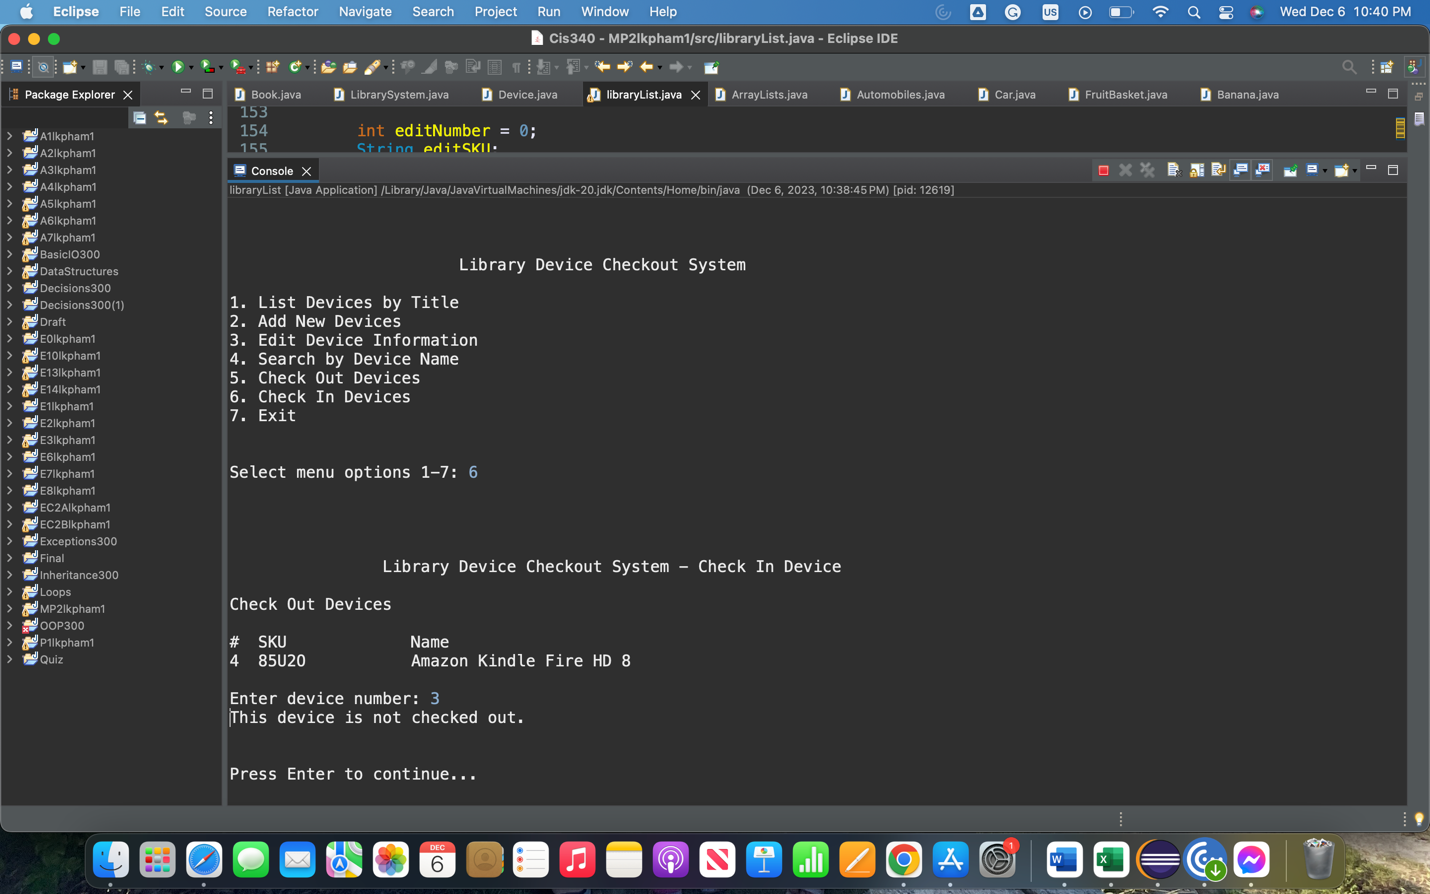 Eclipse File Edit Source Refactor Navigate Search Project Run Window Help US Wed Dec 6 10:40 PM
Cis340 - MP2lkpham1/src/libraryList.java - Eclipse IDE
Package Explorer
Book.java LibrarySystem.java Device.java libraryList.java ArrayLists.java Automobiles.java Car.java FruitBasket.java Banana.java
153
154 int editNumber = 0;
155 String editSKU;
A1lkpham1
A2lkpham1
A3lkpham1
A4lkpham1
A5lkpham1
A6lkpham1
A7lkpham1
BasicIO300
DataStructures
Decisions300
Decisions300(1)
Draft
E0lkpham1
E10lkpham1
E13lkpham1
E14lkpham1
E1lkpham1
E2lkpham1
E3lkpham1
E6lkpham1
E7lkpham1
E8lkpham1
EC2Alkpham1
EC2Blkpham1
Exceptions300
Final
Inheritance300
Loops
MP2lkpham1
OOP300
P1lkpham1
Quiz
Console
libraryList [Java Application] /Library/Java/JavaVirtualMachines/jdk-20.jdk/Contents/Home/bin/java (Dec 6, 2023, 10:38:45 PM) [pid: 12619]
Library Device Checkout System
1. List Devices by Title
2. Add New Devices
3. Edit Device Information
4. Search by Device Name
5. Check Out Devices
6. Check In Devices
7. Exit
Select menu options 1-7: 6
Library Device Checkout System - Check In Device
Check Out Devices
# SKU Name
4 85U2O Amazon Kindle Fire HD 8
Enter device number: 3
This device is not checked out.
Press Enter to continue...
DEC
6
1